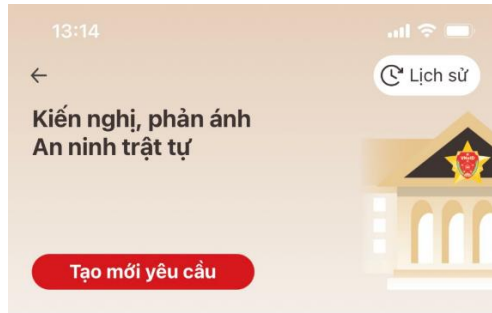 13:14
Lịch sử
Kiến nghị, phản ánh
An ninh trật tự
Tạo mới yêu cầu